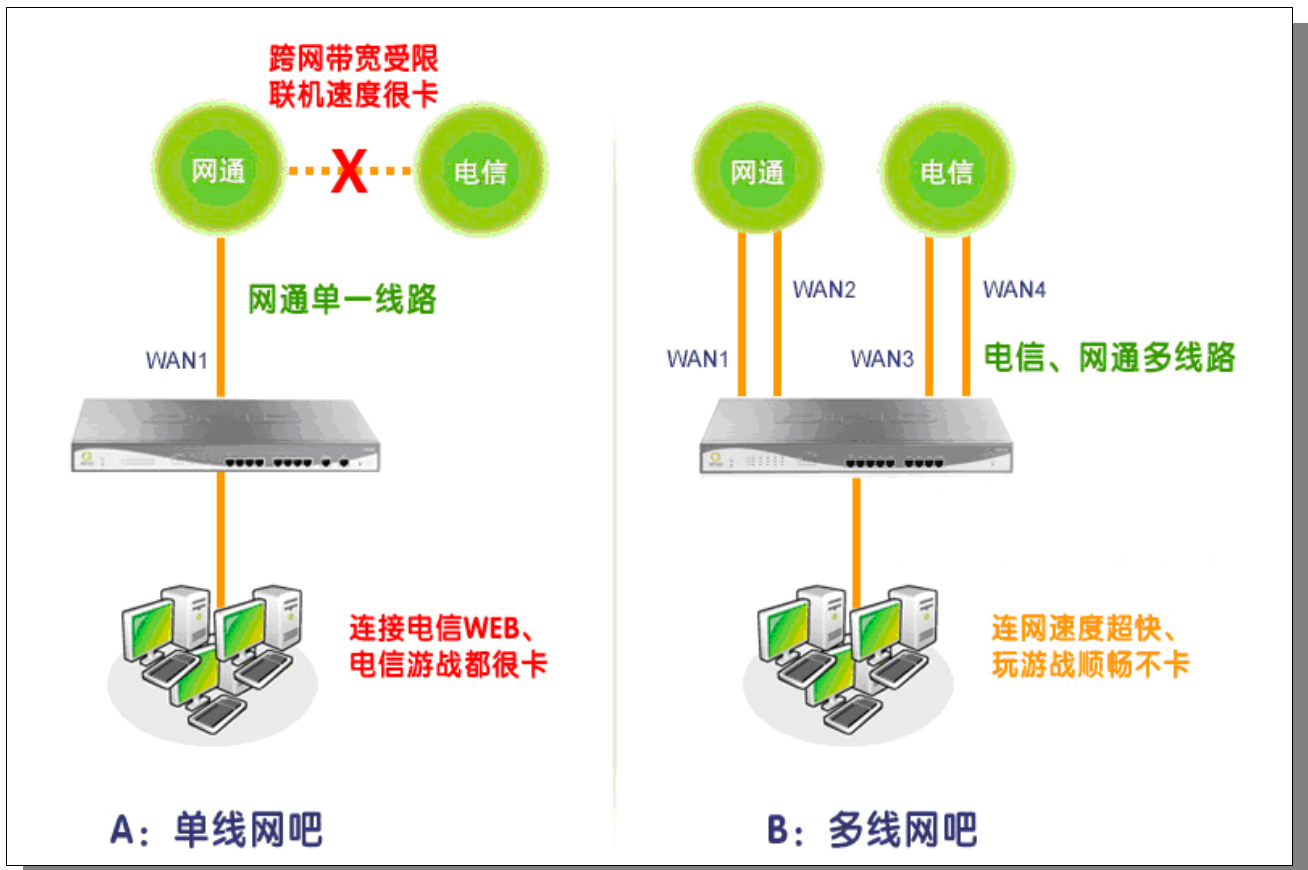 跨网带宽受限
联机速度很卡
网通
X
电信
网通单一线路
WAN1
连接电信WEB、
电信游战都很卡
A：单线网吧
网通
电信
WAN2
WAN4
WAN1
WAN3
电信、网通多线路
连网速度超快、
玩游战顺畅不卡
B：多线网吧